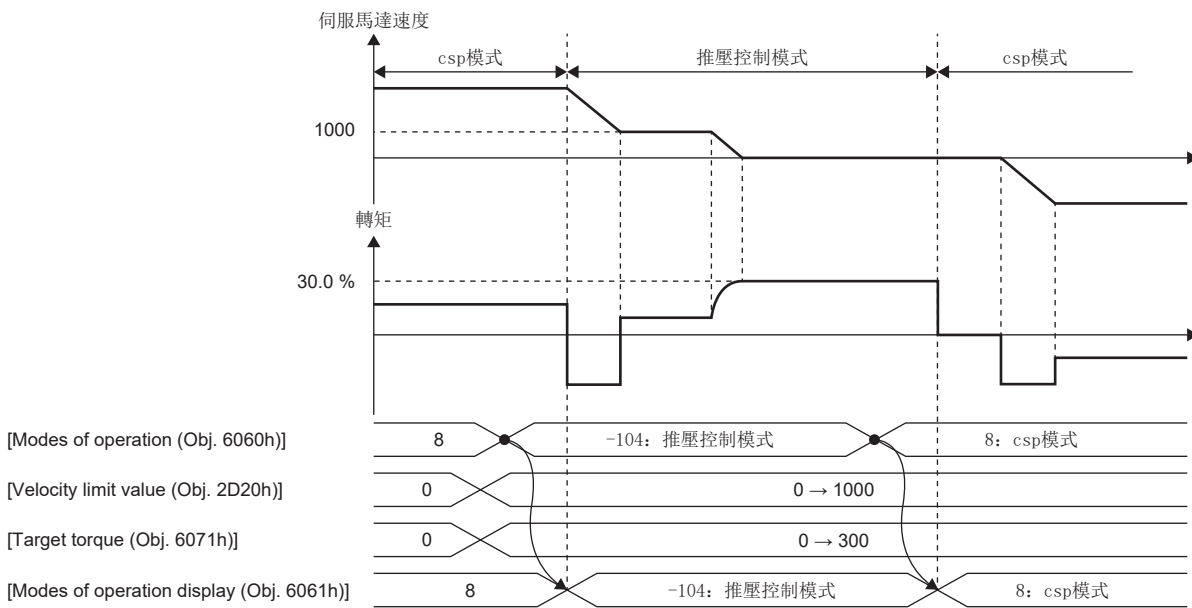 伺服馬達速度
csp模式 推壓控制模式 csp模式
1000
轉矩
30.0 %
[Modes of operation (Obj. 6060h)] 8 -104: 推壓控制模式 8: csp模式
[Velocity limit value (Obj. 2D20h)] 0 0 → 1000
[Target torque (Obj. 6071h)] 0 0 → 300
[Modes of operation display (Obj. 6061h)] 8 -104: 推壓控制模式 8: csp模式